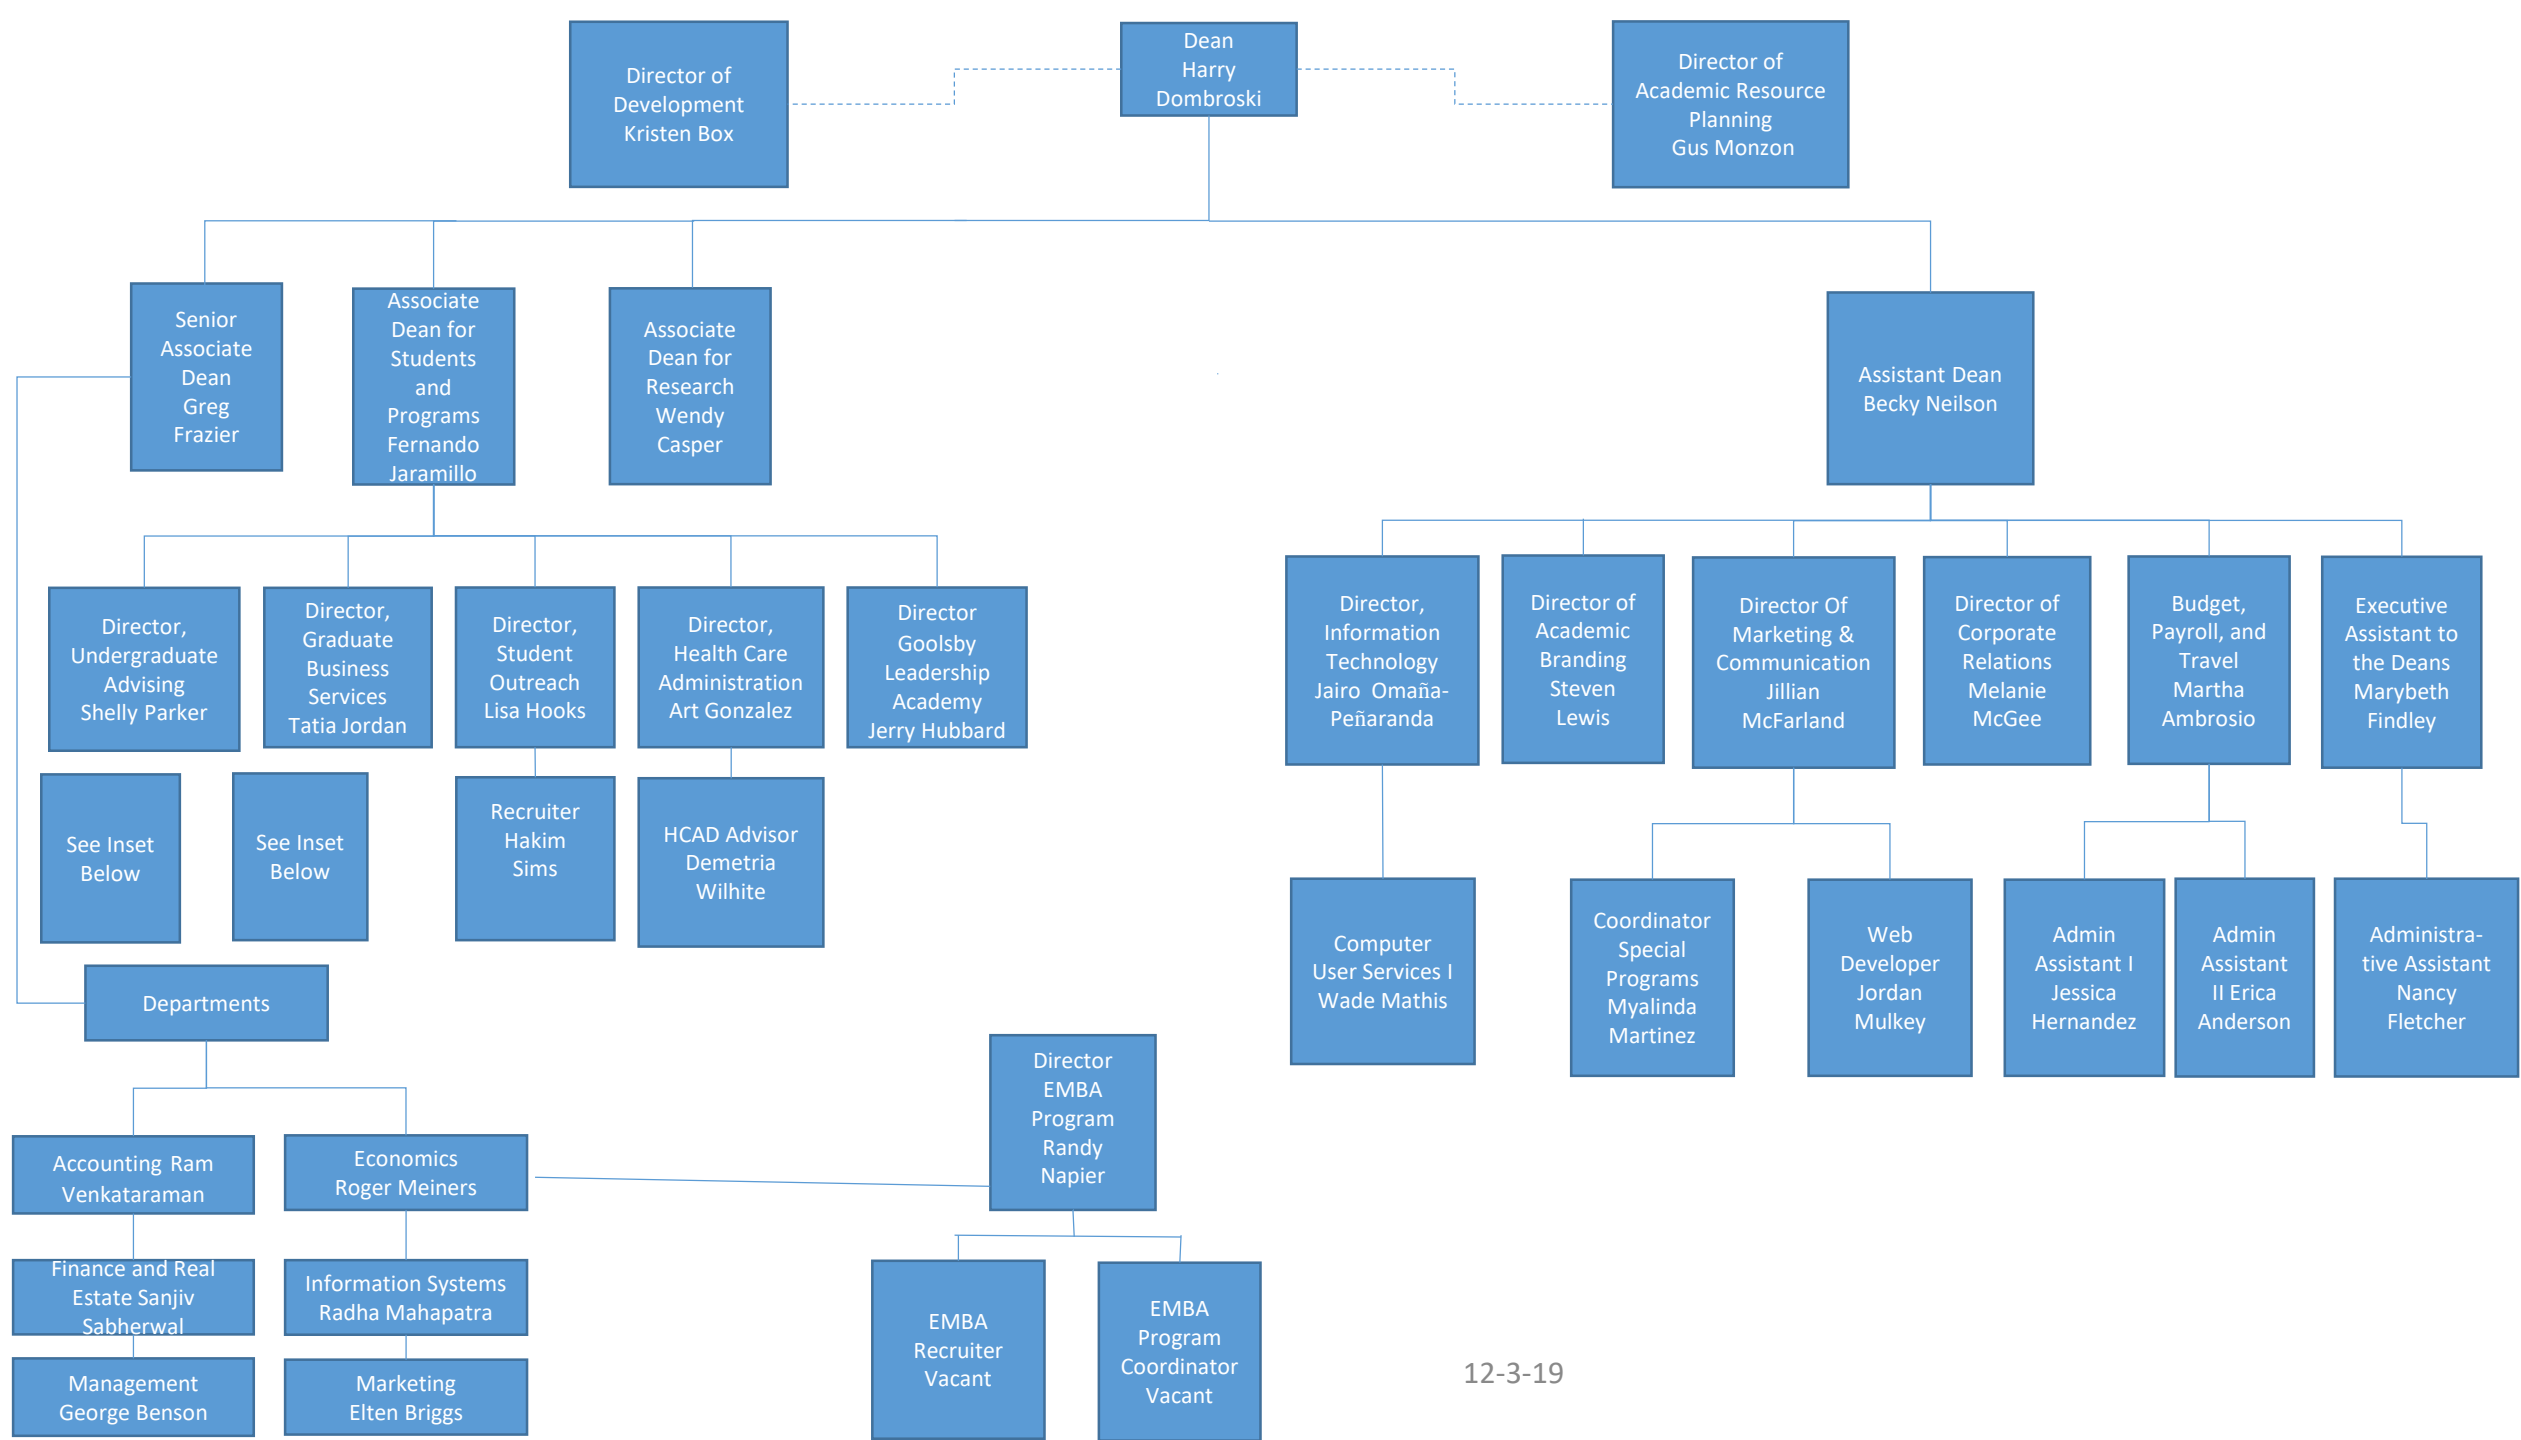 Director of
Development
Kristen Box
Dean
Harry
Dombroski
Director of
Academic Resource
Planning
Gus Monzon
Senior
Associate
Dean
Greg
Frazier
Associate
Dean for
Students
and
Programs
Fernando
Jaramillo
Associate
Dean for
Research
Wendy
Casper
Assistant Dean
Becky Neilson
Director,
Undergraduate
Advising
Shelly Parker
Director,
Graduate
Business
Services
Tatia Jordan
Director,
Student
Outreach
Lisa Hooks
Director,
Health Care
Administration
Art Gonzalez
Director
Goolsby
Leadership
Academy
Jerry Hubbard
Director,
Information
Technology
Jairo Omaña-
Peñaranda
Director of
Academic
Branding
Steven
Lewis
Director Of
Marketing &
Communication
Jillian
McFarland
Director of
Corporate
Relations
Melanie
McGee
Budget,
Payroll, and
Travel
Martha
Ambrosio
Executive
Assistant to
the Deans
Marybeth
Findley
See Inset
Below
See Inset
Below
Recruiter
Hakim
Sims
HCAD Advisor
Demetria
Wilhite
Computer
User Services I
Wade Mathis
Coordinator
Special
Programs
Myalinda
Martinez
Web
Developer
Jordan
Mulkey
Admin
Assistant I
Jessica
Hernandez
Admin
Assistant
II Erica
Anderson
Administra-
tive Assistant
Nancy
Fletcher
Departments
Accounting Ram
Venkataraman
Economics
Roger Meiners
Director
EMBA
Program
Randy
Napier
Finance and Real
Estate Sanjiv
Sabherwal
Information Systems
Radha Mahapatra
Management
George Benson
Marketing
Elten Briggs
EMBA
Recruiter
Vacant
EMBA
Program
Coordinator
Vacant
12-3-19